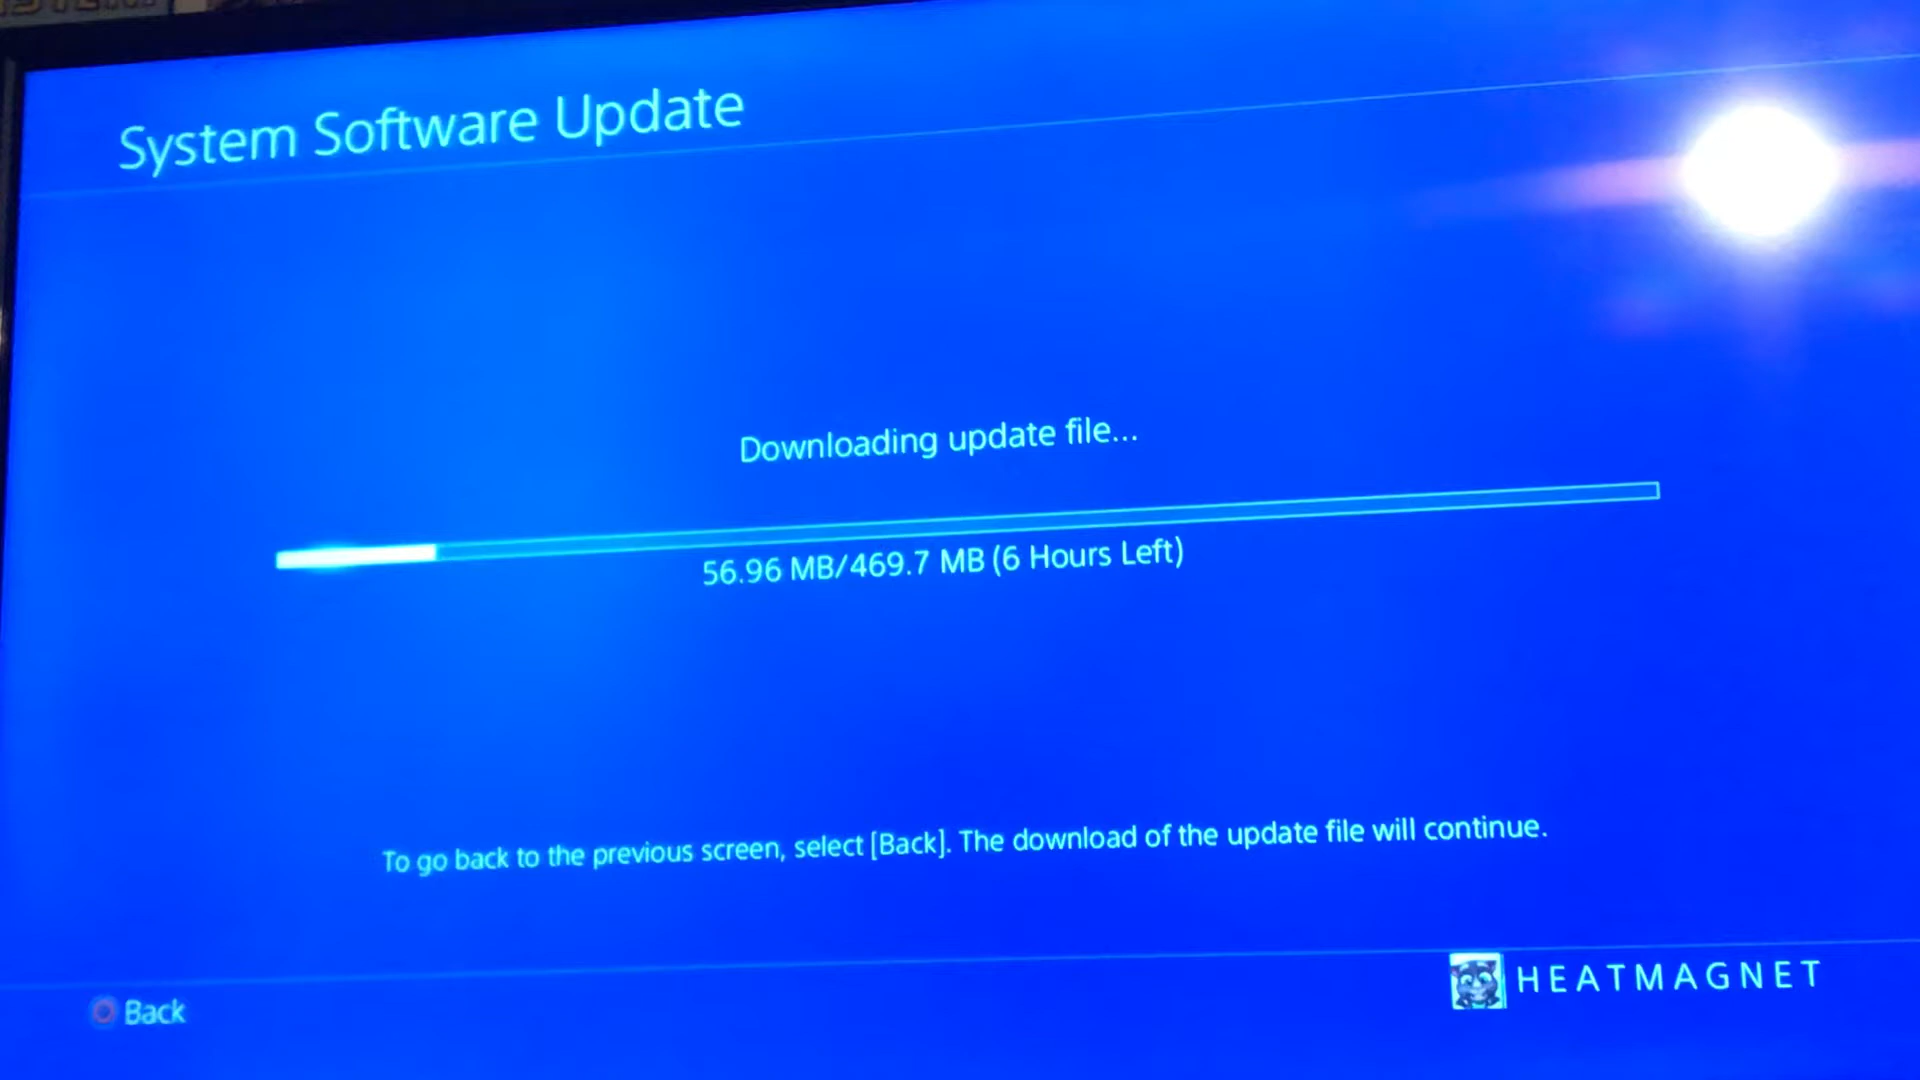 System Software Update
Downloading update file...
56.96 MB/469.7 MB (6 Hours Left)
To go back to the previous screen, select [Back]. The download of the update file will continue.
Back
HEATMAGNET